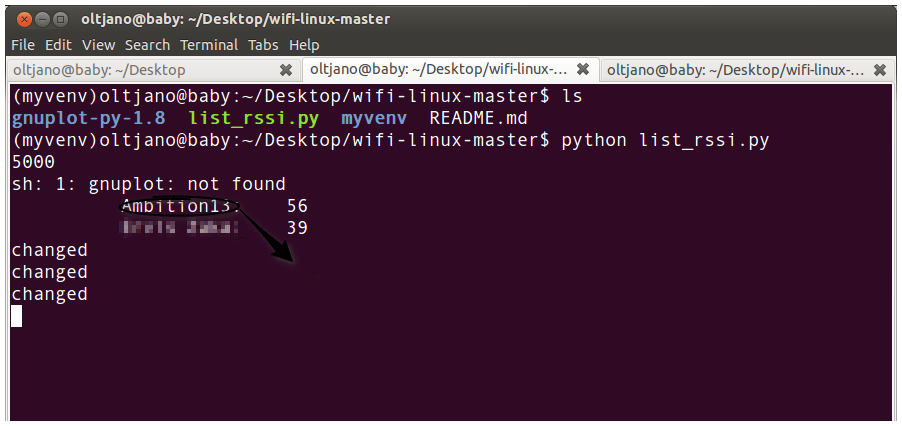 oltjano@baby: ~/Desktop/wifi-linux-master
File Edit View Search Terminal Tabs Help
oltjano@baby: ~/Desktop oltjano@baby: ~/Desktop/wifi-linux-... oltjano@baby: ~/Desktop/wifi-linux-...
(myvenv)oltjano@baby:~/Desktop/wifi-linux-master$ ls
gnuplot-py-1.8 list_rssi.py myvenv README.md
(myvenv)oltjano@baby:~/Desktop/wifi-linux-master$ python list_rssi.py
5000
sh: 1: gnuplot: not found
Ambition13: 56
39
changed
changed
changed